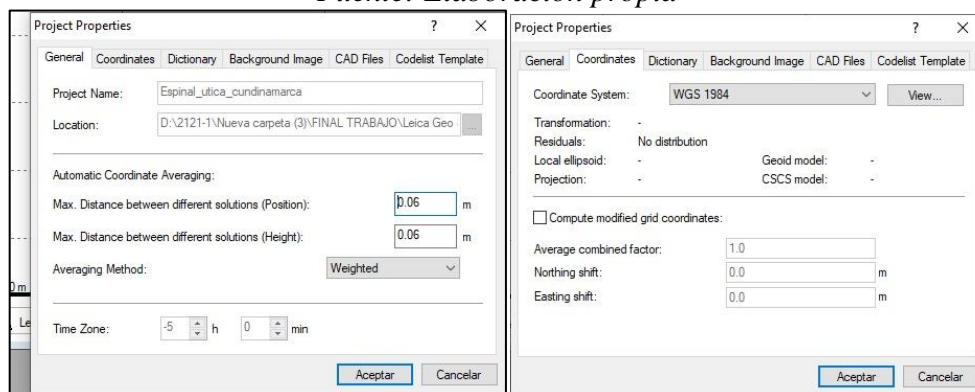 Fuente: Elaboración propia
Project Properties ? ×
General Coordinates Dictionary Background Image CAD Files Codelist Template
Project Name: Espinal_utica_cundinamarca
Location: D:\2121-1\Nueva carpeta (3)\FINAL TRABAJO\Leica Geo ...
Automatic Coordinate Averaging:
Max. Distance between different solutions (Position): 0.06 m
Max. Distance between different solutions (Height): 0.06 m
Averaging Method: Weighted
Time Zone: -5 h 0 min
Aceptar Cancelar
0 m
Le
Project Properties ? ×
General Coordinates Dictionary Background Image CAD Files Codelist Template
Coordinate System: WGS 1984 View...
Transformation: -
Residuals: No distribution
Local ellipsoid: - Geoid model: -
Projection: - CSCS model: -
Compute modified grid coordinates:
Average combined factor: 1.0
Northing shift: 0.0 m
Easting shift: 0.0 m
Aceptar Cancelar